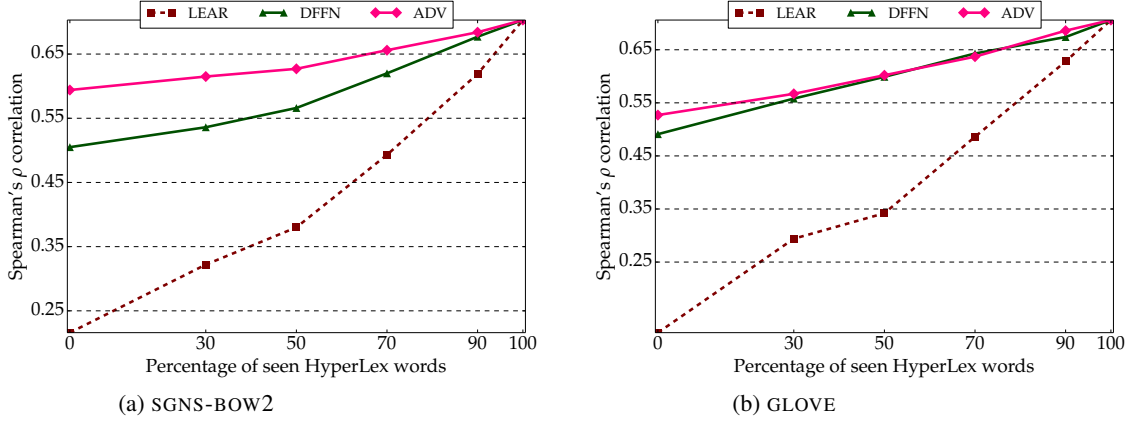 LEAR DFFN ADV
0.65
0.55
0.45
0.35
0.25
Spearman's ρ correlation
0 30 50 70 90 100
Percentage of seen HyperLex words
(a) SGNS-BOW2
LEAR DFFN ADV
0.65
0.55
0.45
0.35
0.25
Spearman's ρ correlation
0 30 50 70 90 100
Percentage of seen HyperLex words
(b) GLOVE